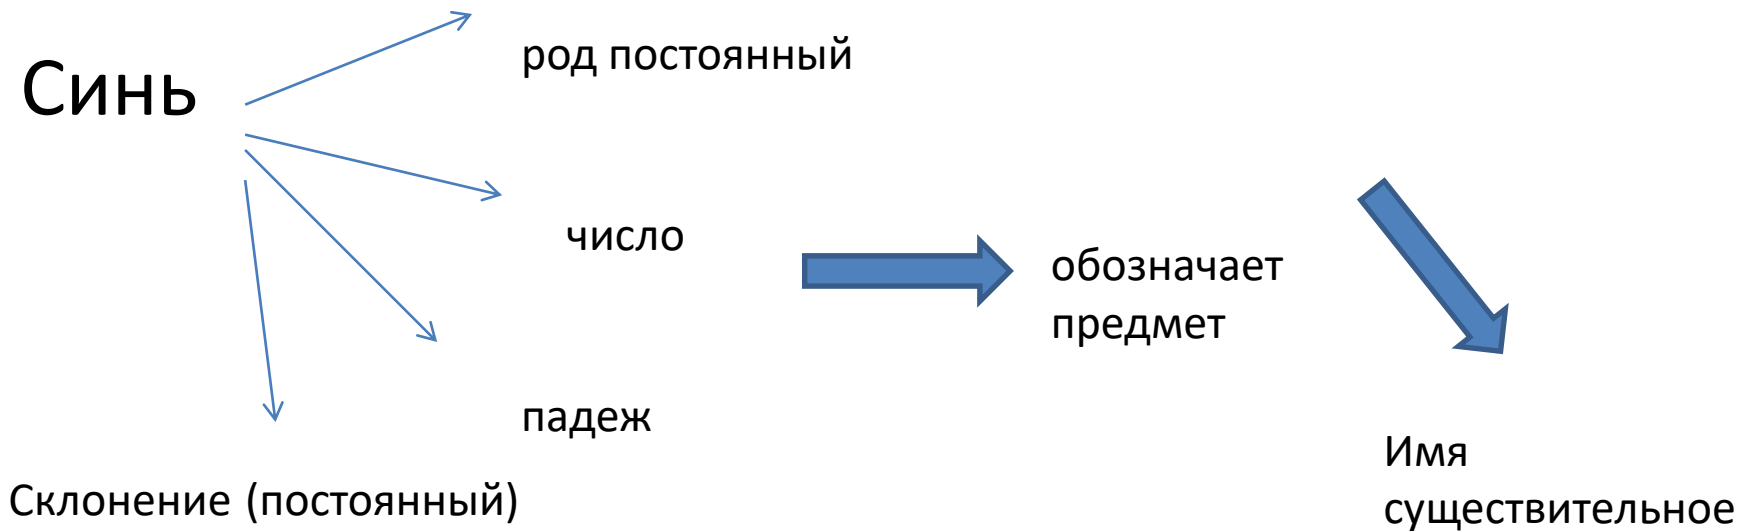 Синь
род постоянный
число
обозначает
предмет
падеж
Склонение (постоянный)
Имя
существительное